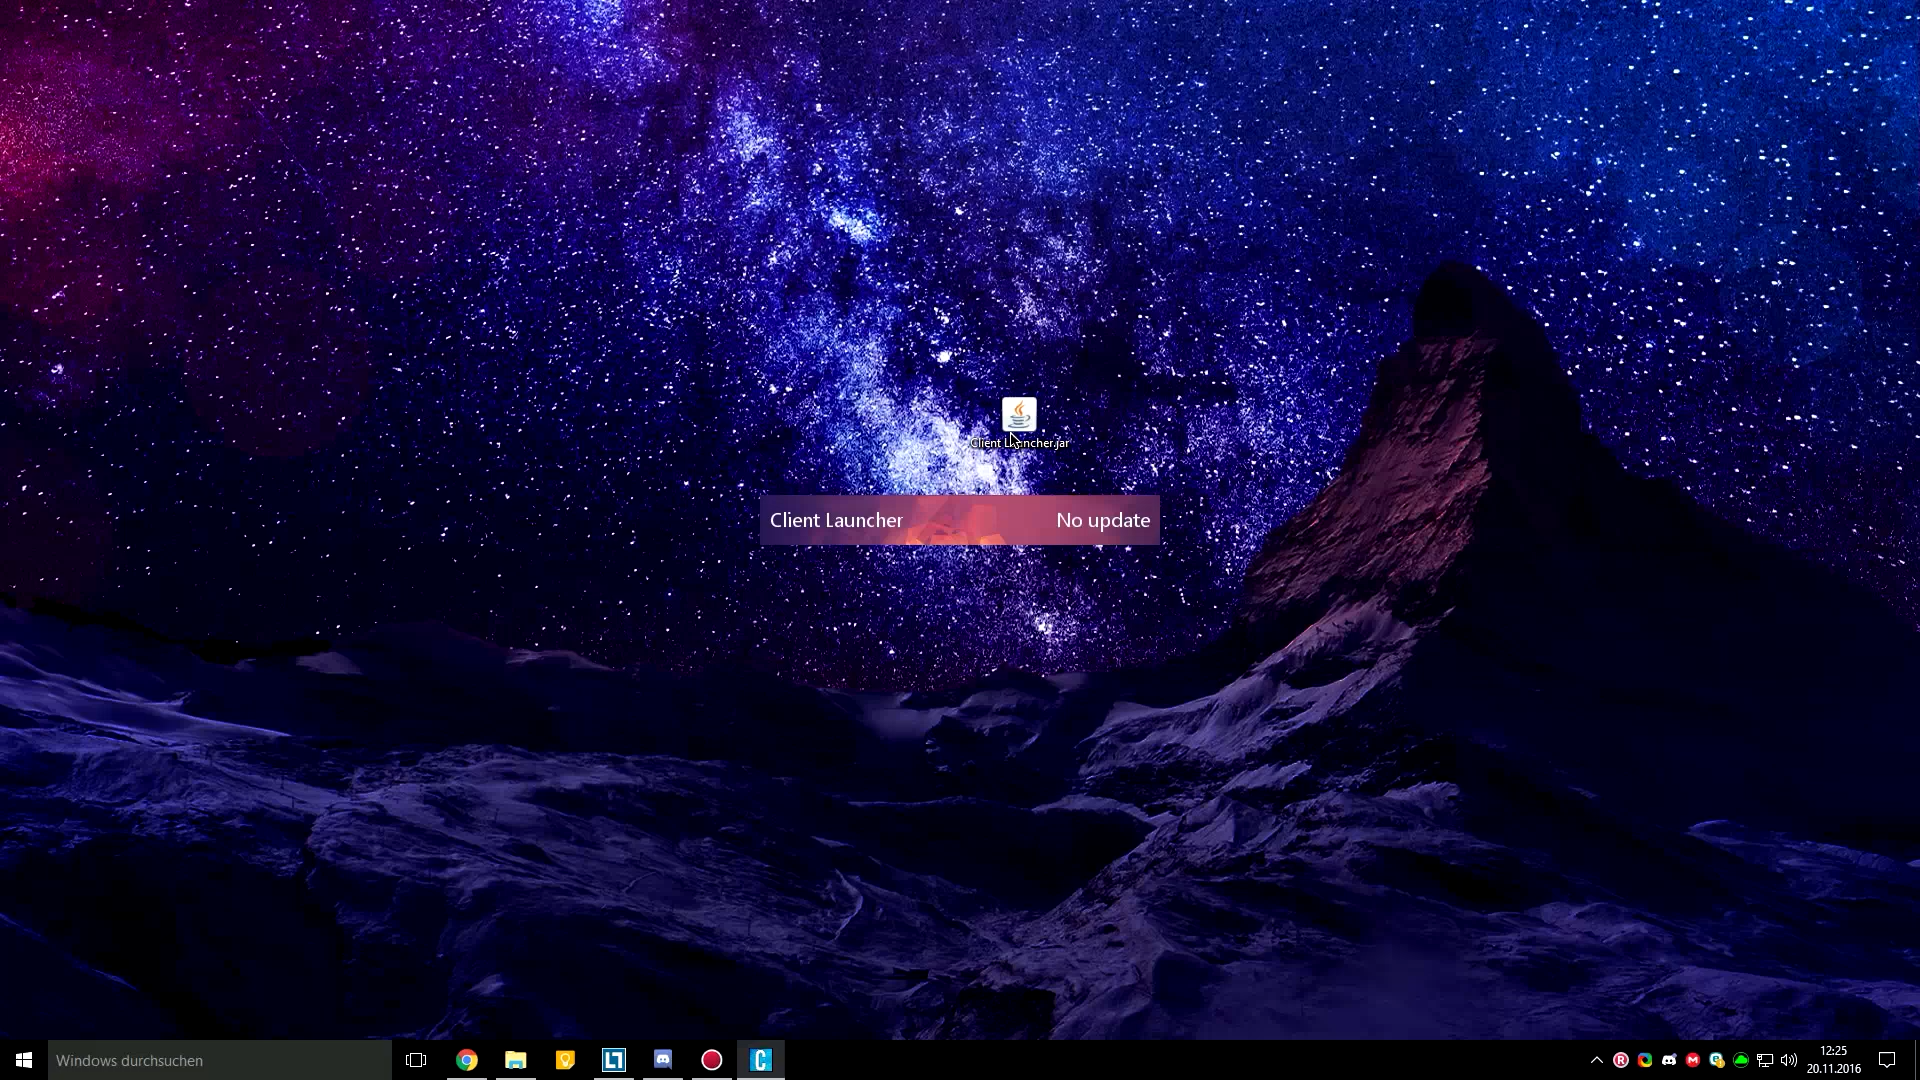 Client Launcher.jar
Client Launcher No update
Windows durchsuchen
12:25
20.11.2016